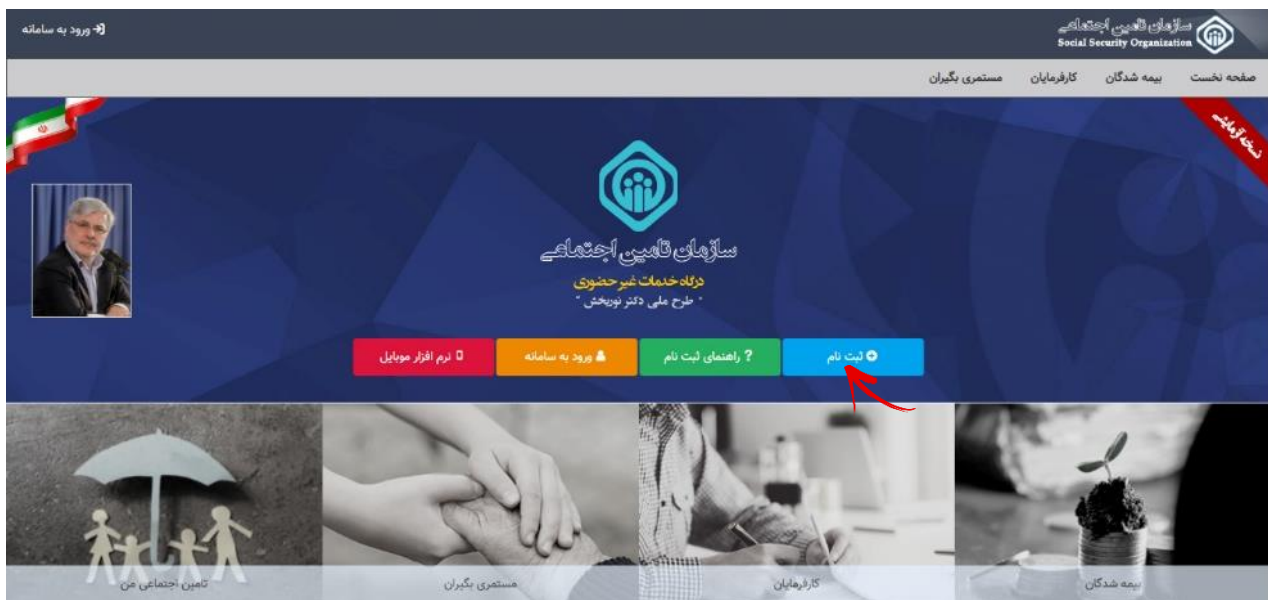 سازمان تامین اجتماعی
Social Security Organization
ورود به سامانه
صفحه نخست
بیمه شدگان
کارفرمایان
مستمری بگیران
نسخه آزمایشی
سازمان تامین اجتماعی
درگاه خدمات غیر حضوری
" طرح ملی دکتر نوربخش "
ثبت نام
? راهنمای ثبت نام
ورود به سامانه
نرم افزار موبایل
بیمه شدگان
کارفرمایان
مستمری بگیران
تامین اجتماعی من